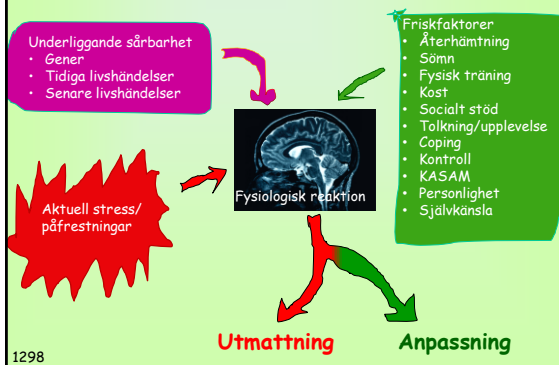 Underliggande sårbarhet
• Gener
• Tidiga livshändelser
• Senare livshändelser
Friskfaktorer
• Återhämtning
• Sömn
• Fysisk träning
• Kost
• Socialt stöd
• Tolkning/upplevelse
• Coping
• Kontroll
• KASAM
• Personlighet
• Självkänsla
Fysiologisk reaktion
Aktuell stress/
påfrestningar
Utmattning
Anpassning
1298